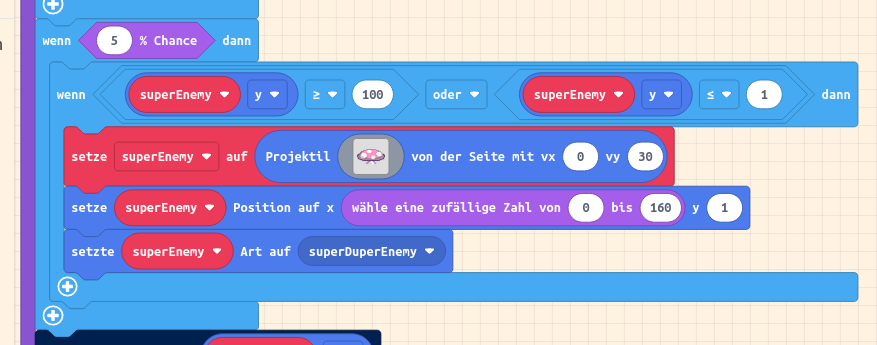 wenn 5 % Chance dann
wenn superEnemy y ≥ 100 oder superEnemy y ≤ 1 dann
setze superEnemy auf Projektil von der Seite mit vx 0 vy 30
setze superEnemy Position auf x wähle eine zufällige Zahl von 0 bis 160 y 1
setzte superEnemy Art auf superDuperEnemy